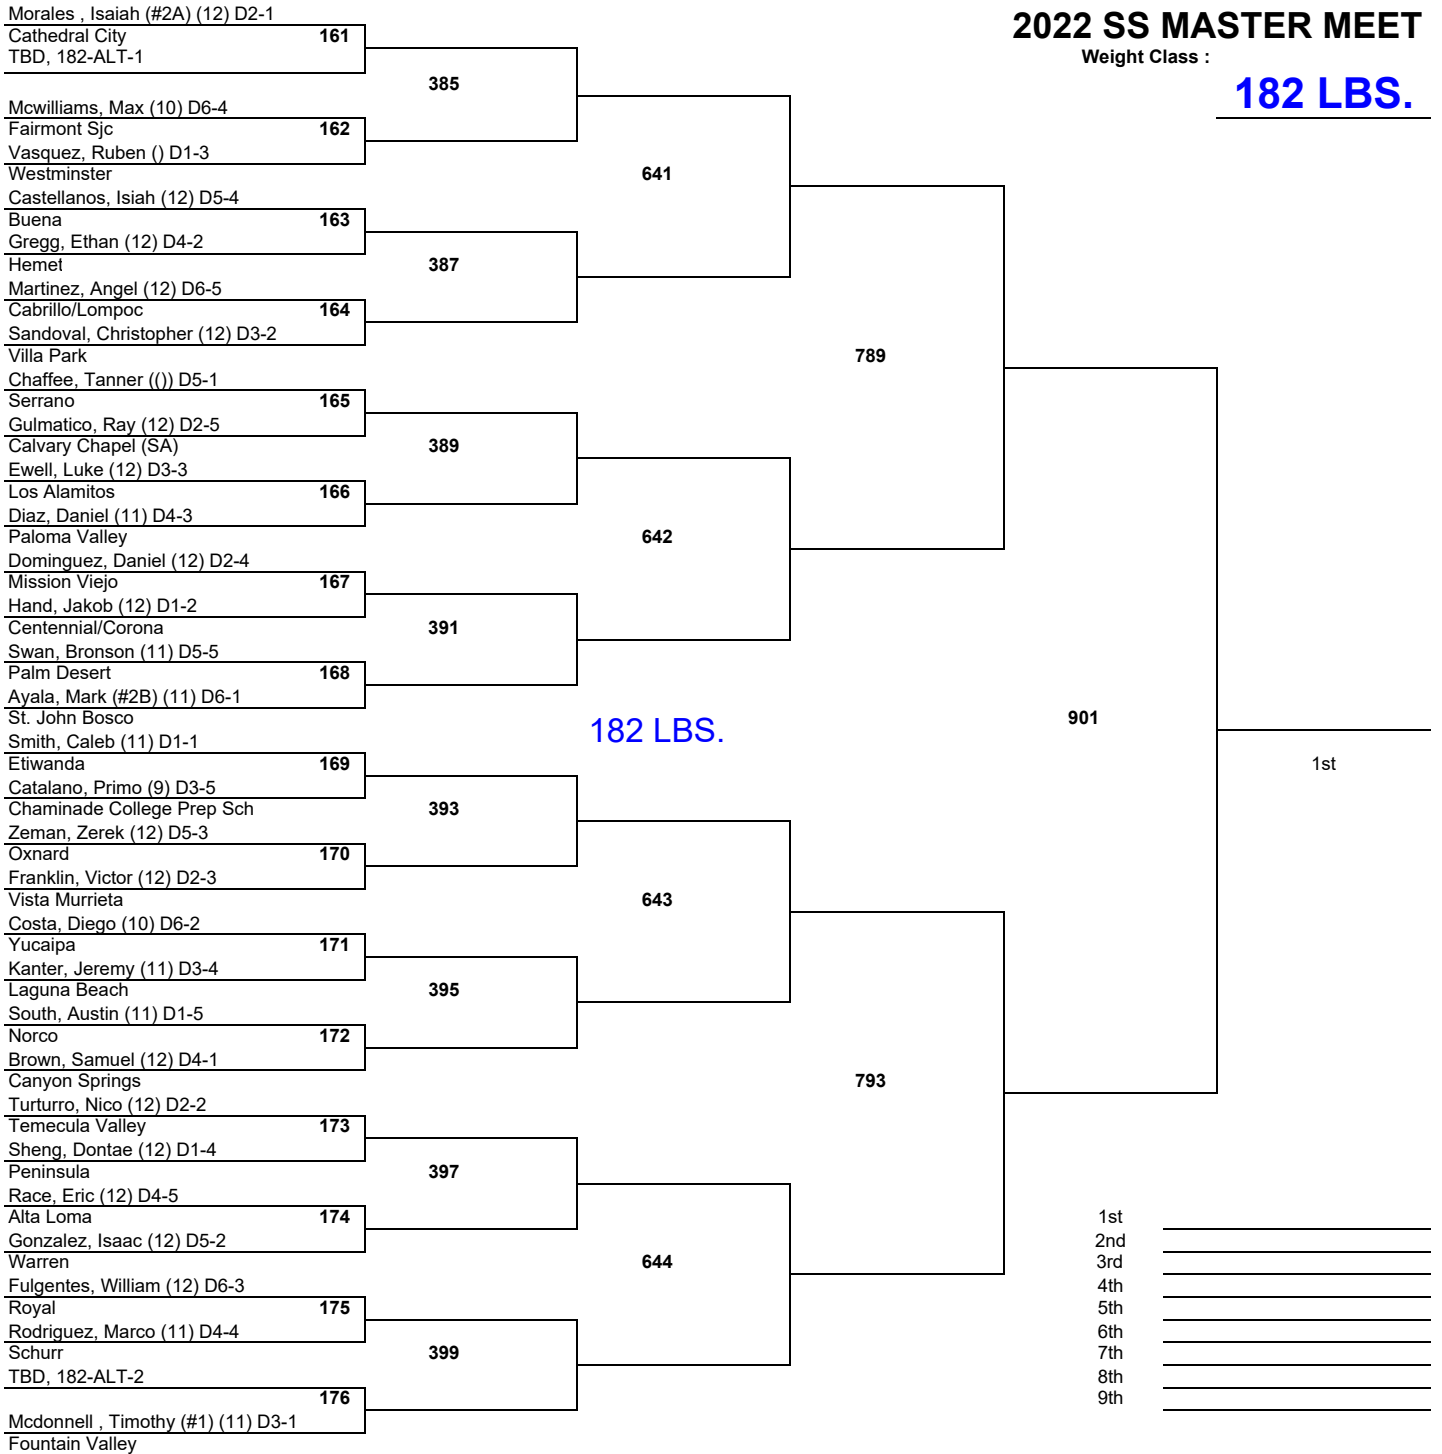 Morales , Isaiah (#2A) (12) D2-1
2022 SS MASTER MEET
Cathedral City 161
TBD, 182-ALT-1
Weight Class :
385
182 LBS.
Mcwilliams, Max (10) D6-4
Fairmont Sjc 162
Vasquez, Ruben () D1-3
Westminster
641
Castellanos, Isiah (12) D5-4
Buena 163
Gregg, Ethan (12) D4-2
Hemet
387
Martinez, Angel (12) D6-5
Cabrillo/Lompoc 164
Sandoval, Christopher (12) D3-2
Villa Park
789
Chaffee, Tanner (()) D5-1
Serrano 165
Gulmatico, Ray (12) D2-5
Calvary Chapel (SA)
389
Ewell, Luke (12) D3-3
Los Alamitos 166
Diaz, Daniel (11) D4-3
Paloma Valley
642
Dominguez, Daniel (12) D2-4
Mission Viejo 167
Hand, Jakob (12) D1-2
Centennial/Corona
391
Swan, Bronson (11) D5-5
Palm Desert 168
Ayala, Mark (#2B) (11) D6-1
St. John Bosco
901
182 LBS.
Smith, Caleb (11) D1-1
Etiwanda 169
1st
Catalano, Primo (9) D3-5
Chaminade College Prep Sch
393
Zeman, Zerek (12) D5-3
Oxnard 170
Franklin, Victor (12) D2-3
Vista Murrieta
643
Costa, Diego (10) D6-2
Yucaipa 171
Kanter, Jeremy (11) D3-4
Laguna Beach
395
South, Austin (11) D1-5
Norco 172
Brown, Samuel (12) D4-1
Canyon Springs
793
Turturro, Nico (12) D2-2
Temecula Valley 173
Sheng, Dontae (12) D1-4
Peninsula
397
Race, Eric (12) D4-5
Alta Loma 174
1st
Gonzalez, Isaac (12) D5-2
2nd
Warren
644
3rd
Fulgentes, William (12) D6-3
4th
Royal 175
5th
Rodriguez, Marco (11) D4-4
6th
Schurr
399
7th
TBD, 182-ALT-2
8th
176
9th
Mcdonnell , Timothy (#1) (11) D3-1
Fountain Valley